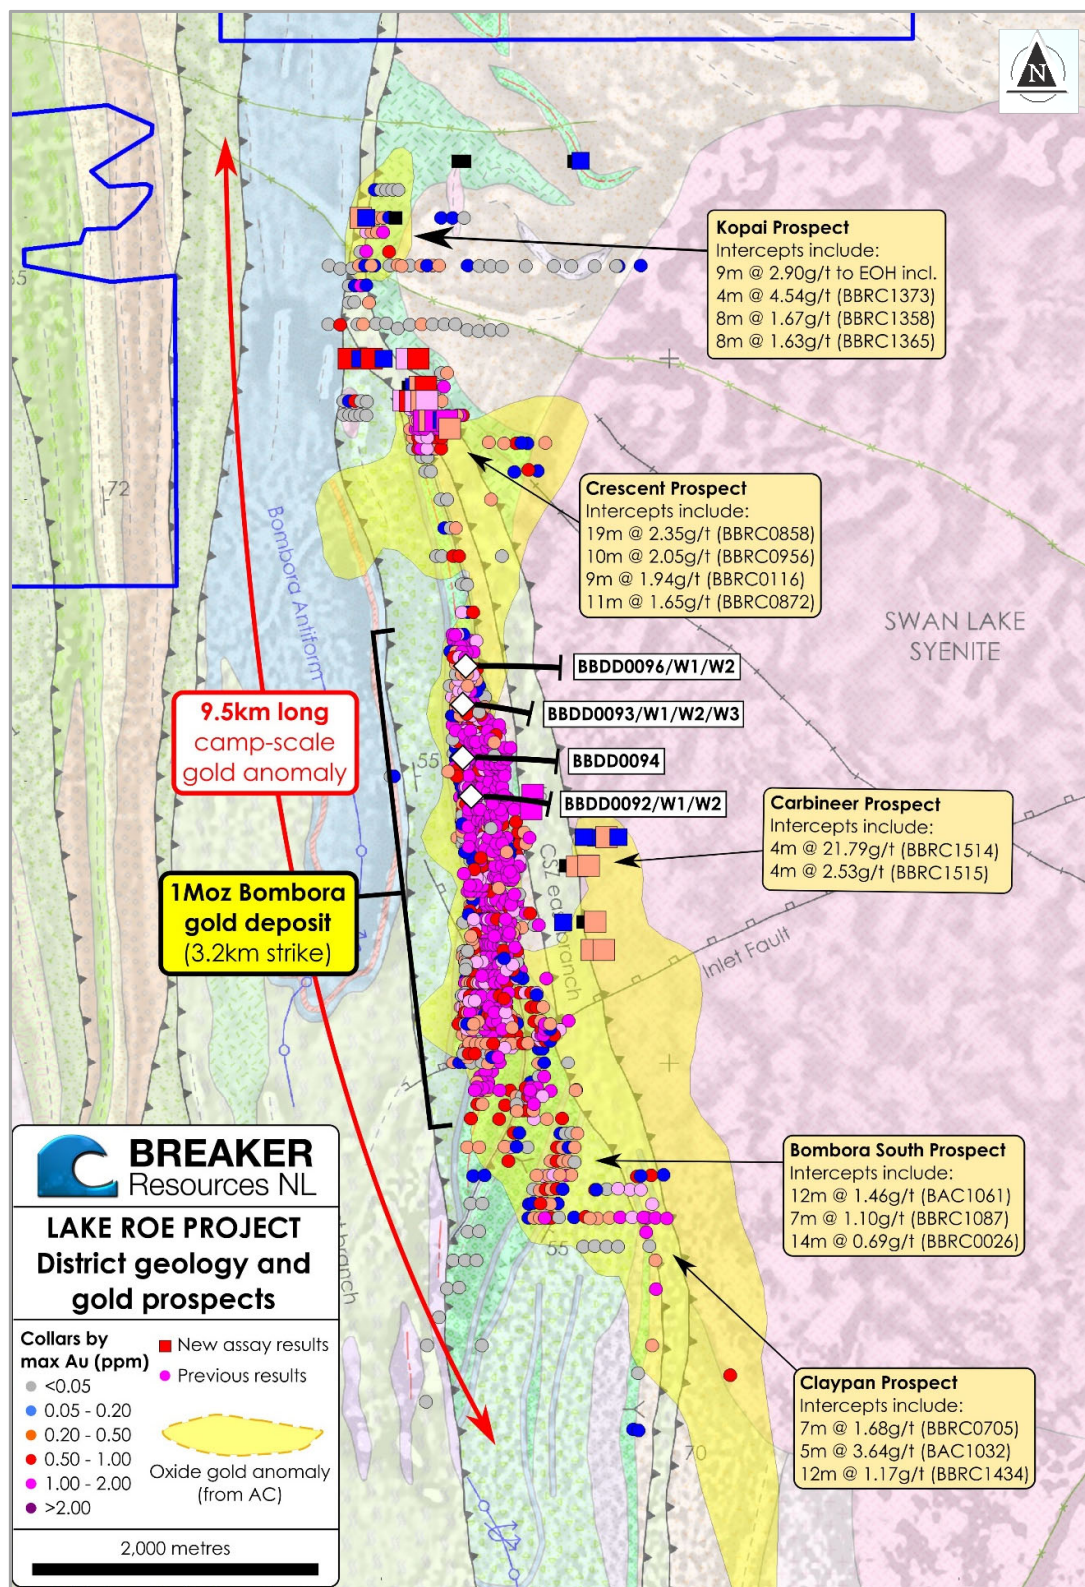 N
Kopai Prospect
Intercepts include:
9m @ 2.90g/t to EOH incl.
4m @ 4.54g/t (BBRC1373)
8m @ 1.67g/t (BBRC1358)
8m @ 1.63g/t (BBRC1365)
72
Crescent Prospect
Intercepts include:
19m @ 2.35g/t (BBRC0858)
10m @ 2.05g/t (BBRC0956)
9m @ 1.94g/t (BBRC0116)
11m @ 1.65g/t (BBRC0872)
Bombora Antiform
SWAN LAKE
SYENITE
BBDD0096/W1/W2
BBDD0093/W1/W2/W3
BBDD0094
BBDD0092/W1/W2
9.5km long
camp-scale
gold anomaly
55
Carbineer Prospect
Intercepts include:
4m @ 21.79g/t (BBRC1514)
4m @ 2.53g/t (BBRC1515)
CSZ east branch
1Moz Bombora
gold deposit
(3.2km strike)
Inlet Fault
Bombora South Prospect
Intercepts include:
12m @ 1.46g/t (BAC1061)
7m @ 1.10g/t (BBRC1087)
14m @ 0.69g/t (BBRC0026)
55
Claypan Prospect
Intercepts include:
7m @ 1.68g/t (BBRC0705)
5m @ 3.64g/t (BAC1032)
12m @ 1.17g/t (BBRC1434)
70
BREAKER
Resources NL
LAKE ROE PROJECT
District geology and
gold prospects
Collars by
max Au (ppm)
<0.05
0.05 - 0.20
0.20 - 0.50
0.50 - 1.00
1.00 - 2.00
>2.00
New assay results
Previous results
Oxide gold anomaly
(from AC)
2,000 metres